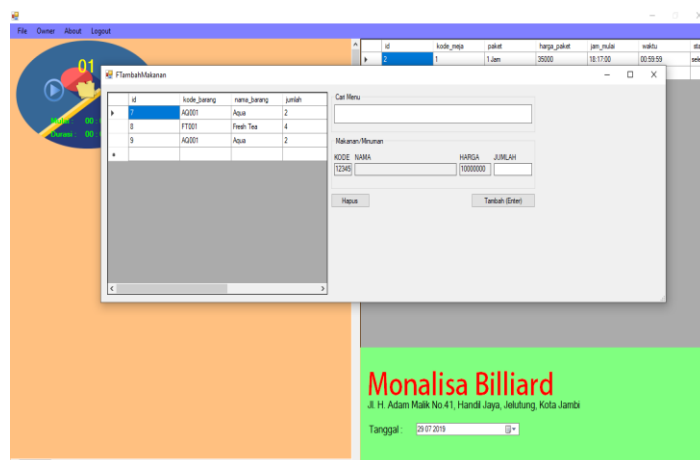 File Owner About Logout
id kode_meja paket harga_paket jam_mulai waktu
2 1 1 Jam 35000 18:17:00 00:59:59
01
Durasi : 00 :
FTambahMakanan
id kode_barang nama_barang jumlah
7 AQ001 Aqua 2
8 FT001 Fresh Tea 4
9 AQ001 Aqua 2
Cari Menu
Makanan/Minuman
KODE NAMA HARGA JUMLAH
12345 10000000
Hapus Tambah (Enter)
Monalisa Billiard
Jl. H. Adam Malik No.41, Handil Jaya, Jelutung, Kota Jambi
Tanggal : 29 07 2019